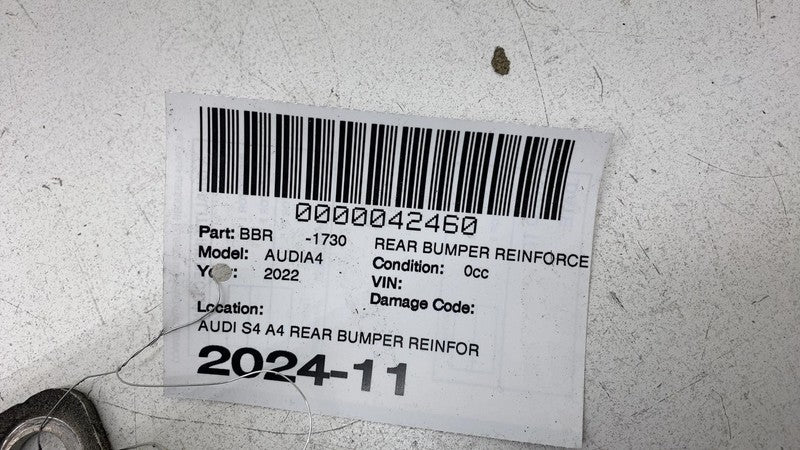 0000042460
Part: BBR -1730 REAR BUMPER REINFORCE
Model: AUDIA4 Condition: 0cc
2022 VIN:
Damage Code:
Location:
AUDI S4 A4 REAR BUMPER REINFOR
2024-11